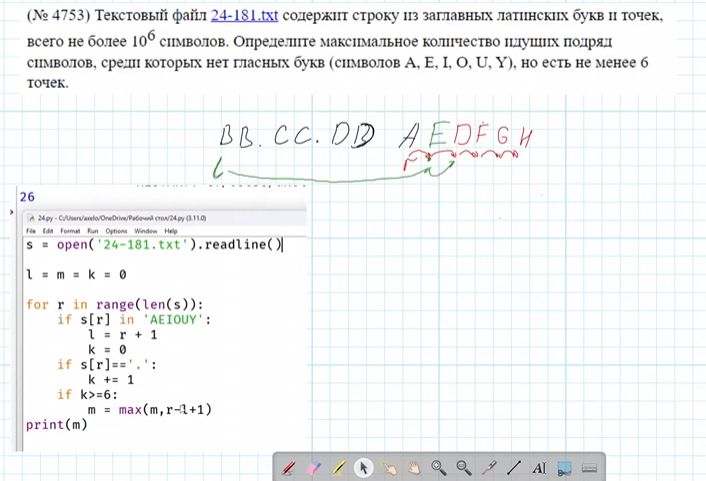 (№ 4753) Текстовый файл 24-181.txt содержит строку из заглавных латинских букв и точек,
всего не более 10⁶ символов. Определите максимальное количество идущих подряд
символов, среди которых нет гласных букв (символов A, E, I, O, U, Y), но есть не менее 6
точек.
BB. CC. DD AEDFGH
26
24.py - C:/Users/axelo/OneDrive/Рабочий стол/24.py (3.11.0)
File Edit Format Run Options Window Help
s = open('24-181.txt').readline()
l = m = k = 0
for r in range(len(s)):
if s[r] in 'AEIOUY':
l = r + 1
k = 0
if s[r]=='.':
k += 1
if k>=6:
m = max(m,r-l+1)
print(m)
AI